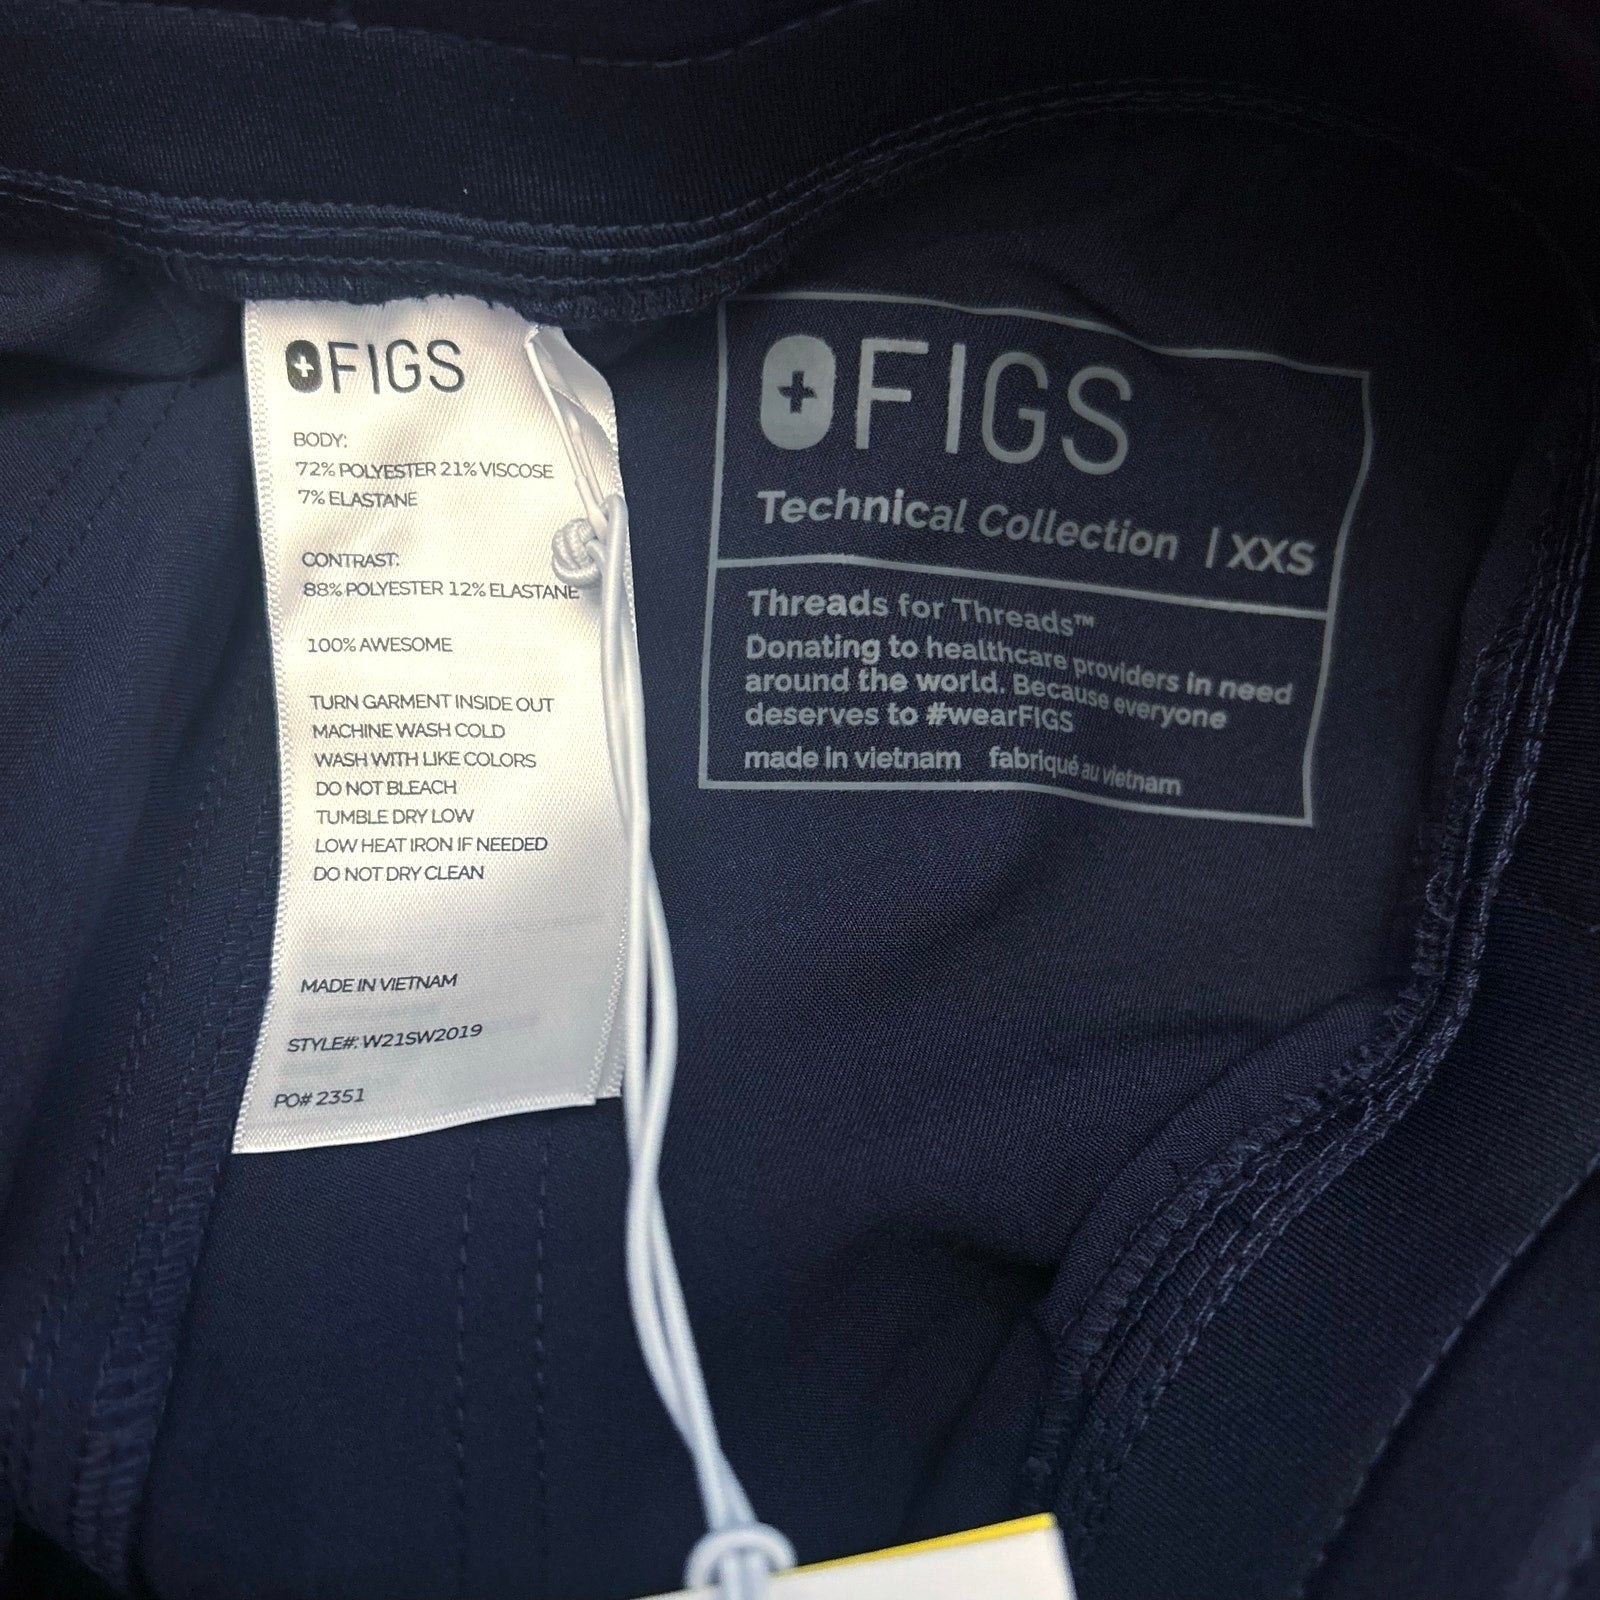 FIGS
BODY:
72% POLYESTER 21% VISCOSE
7% ELASTANE
CONTRAST:
88% POLYESTER 12% ELASTANE
100% AWESOME
TURN GARMENT INSIDE OUT
MACHINE WASH COLD
WASH WITH LIKE COLORS
DO NOT BLEACH
TUMBLE DRY LOW
LOW HEAT IRON IF NEEDED
DO NOT DRY CLEAN
MADE IN VIETNAM
STYLE#: W21SW2019
PO# 2351
FIGS
Technical Collection | XXS
Threads for Threads™
Donating to healthcare providers in need
around the world. Because everyone
deserves to #wearFIGS
made in vietnam fabriqué au vietnam